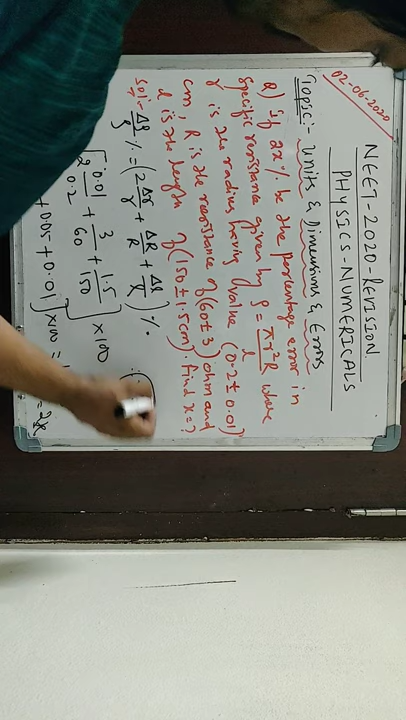 02-06-2020
NEET-2020-REVISION
PHYSICS-NUMERICALS
Topic:- Units & Dimensions & Errors
Q) If 2x% be the percentage error in
specific resistance given by ρ = πr²R/l where
r is the radius having value (0.2 ± 0.01)
cm, R is the resistance of (60 ± 3) ohm and
l is the length of (150 ± 1.5cm). Find x = ?
Sol:- Δρ/ρ % = (2Δr/r + ΔR/R + Δl/l) %.
[2 0.01/0.2 + 3/60 + 1.5/150] × 100
+ 0.05 + 0.01) × 100 = = 2x